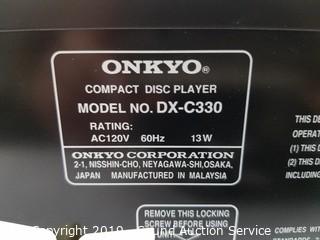 ONKYO®
COMPACT DISC PLAYER
MODEL NO. DX-C330
RATING:
AC120V 60Hz 13W
ONKYO CORPORATION
2-1, NISSHIN-CHO, NEYAGAWA-SHI,OSAKA,
JAPAN MANUFACTURED IN MALAYSIA
THIS DE
OPERATI
(1) THIS D
(2) THIS
INCLUDING
REMOVE THIS LOCKING
SCREW BEFORE USING
COMPLIES WITH
Copyright 2019 Online Auction Service